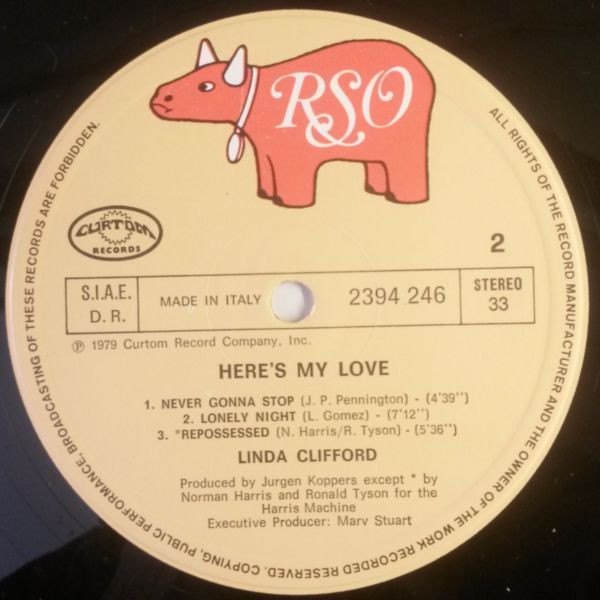 RSO
CURTOM
RECORDS
2
S.I.A.E.
D. R.
MADE IN ITALY
2394 246
STEREO
33
℗ 1979 Curtom Record Company, Inc.
HERE'S MY LOVE
1. NEVER GONNA STOP (J. P. Pennington) - (4'39'')
2. LONELY NIGHT (L. Gomez) - (7'12'')
3. *REPOSSESSED (N. Harris/R. Tyson) - (5'36'')
LINDA CLIFFORD
Produced by Jurgen Koppers except * by
Norman Harris and Ronald Tyson for the
Harris Machine
Executive Producer: Marv Stuart
ALL RIGHTS OF THE RECORD MANUFACTURER AND THE OWNER OF THE WORK RECORDED RESERVED. COPYING, PUBLIC PERFORMANCE, BROADCASTING OF THESE RECORDS ARE FORBIDDEN.